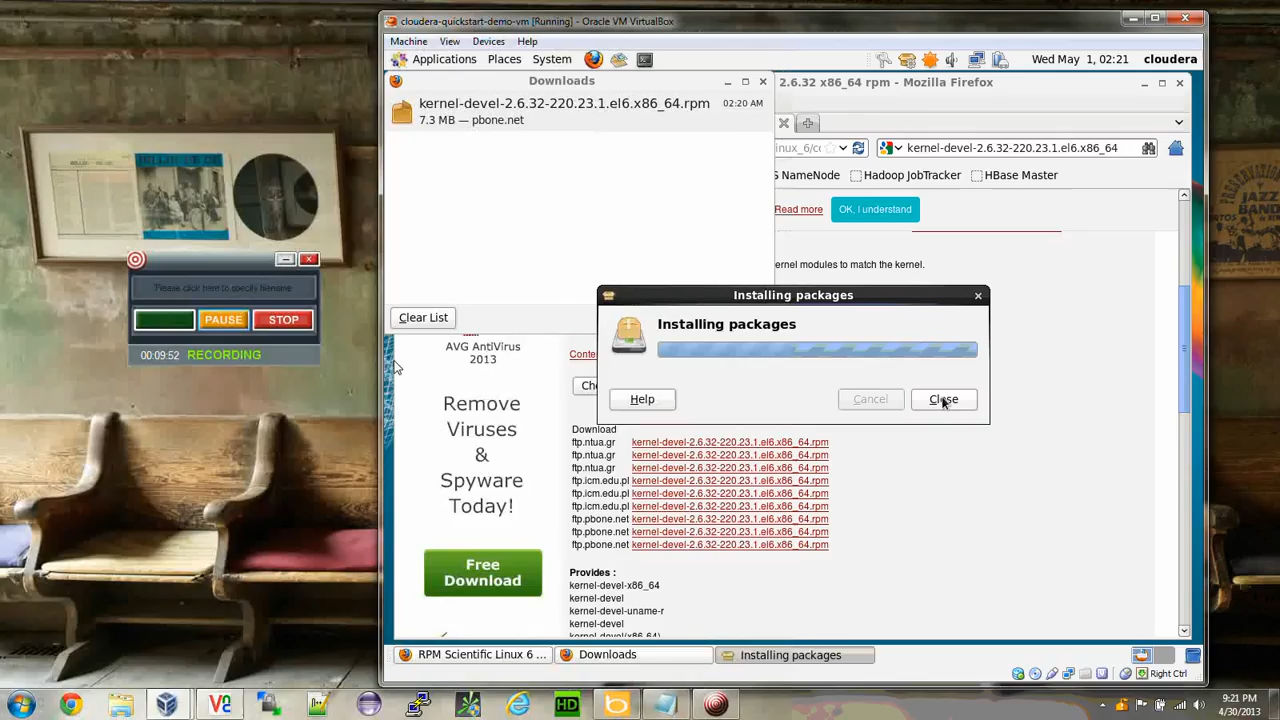 cloudera-quickstart-demo-vm [Running] - Oracle VM VirtualBox
Machine View Devices Help
Applications Places System
Wed May 1, 02:21 cloudera
Downloads
2.6.32 x86_64 rpm - Mozilla Firefox
kernel-devel-2.6.32-220.23.1.el6.x86_64.rpm
02:20 AM
7.3 MB — pbone.net
kernel-devel-2.6.32-220.23.1.el6.x86_64
NameNode Hadoop JobTracker HBase Master
Read more OK, I understand
ernel modules to match the kernel.
Please click here to specify filename
PAUSE STOP
00:09:52 RECORDING
Clear List
Installing packages
Installing packages
Help Cancel Close
AVG AntiVirus
2013
Remove
Viruses
&
Spyware
Today!
Free
Download
Conte
Che
Download
ftp.ntua.gr kernel-devel-2.6.32-220.23.1.el6.x86_64.rpm
ftp.ntua.gr kernel-devel-2.6.32-220.23.1.el6.x86_64.rpm
ftp.ntua.gr kernel-devel-2.6.32-220.23.1.el6.x86_64.rpm
ftp.icm.edu.pl kernel-devel-2.6.32-220.23.1.el6.x86_64.rpm
ftp.icm.edu.pl kernel-devel-2.6.32-220.23.1.el6.x86_64.rpm
ftp.icm.edu.pl kernel-devel-2.6.32-220.23.1.el6.x86_64.rpm
ftp.pbone.net kernel-devel-2.6.32-220.23.1.el6.x86_64.rpm
ftp.pbone.net kernel-devel-2.6.32-220.23.1.el6.x86_64.rpm
ftp.pbone.net kernel-devel-2.6.32-220.23.1.el6.x86_64.rpm
Provides :
kernel-devel-x86_64
kernel-devel
kernel-devel-uname-r
kernel-devel
kernel-devel(x86-64)
RPM Scientific Linux 6 ... Downloads Installing packages
Right Ctrl
HD
9:21 PM
4/30/2013